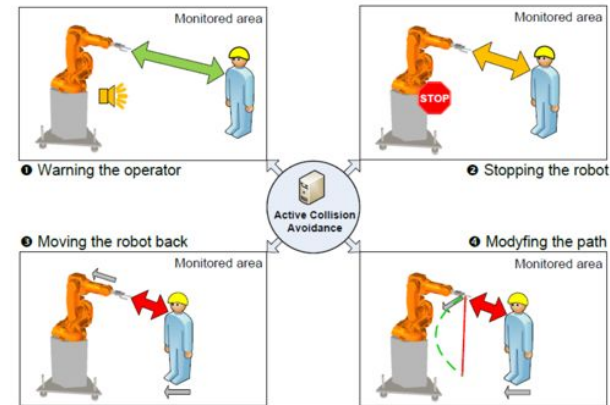 Monitored area
Monitored area
STOP
❶ Warning the operator
❷ Stopping the robot
Active Collision
Avoidance
❸ Moving the robot back
❹ Modyfing the path
Monitored area
Monitored area